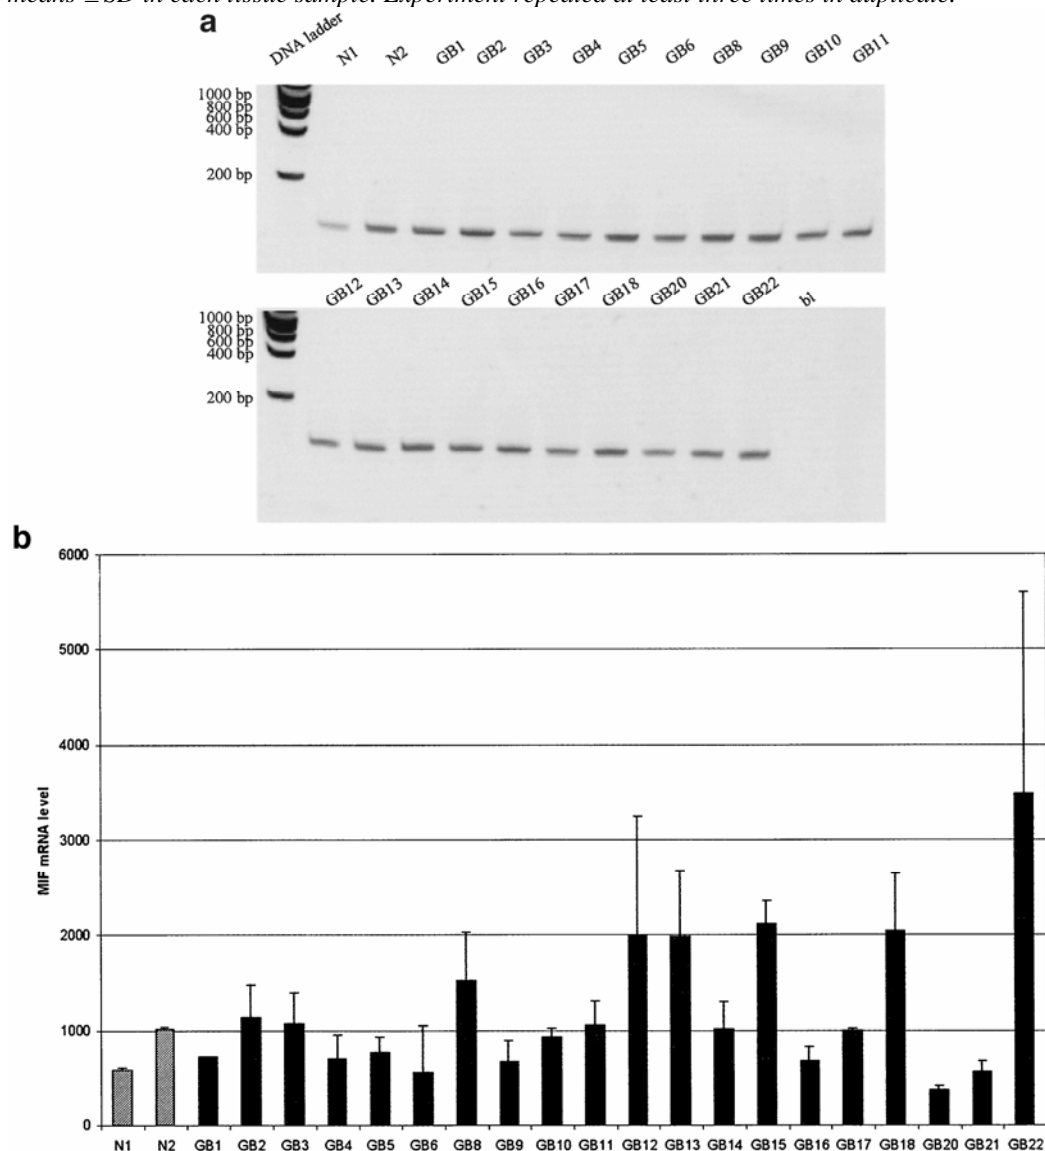 means ±SD in each tissue sample. Experiment repeated at least three times in duplicate.
a
DNA ladder N1 N2 GB1 GB2 GB3 GB4 GB5 GB6 GB8 GB9 GB10 GB11
1000 bp
800 bp
600 bp
400 bp
200 bp
GB12 GB13 GB14 GB15 GB16 GB17 GB18 GB20 GB21 GB22 bl
1000 bp
800 bp
600 bp
400 bp
200 bp
b
6000
5000
4000
3000
2000
1000
0
MIF mRNA level
N1 N2 GB1 GB2 GB3 GB4 GB5 GB6 GB8 GB9 GB10 GB11 GB12 GB13 GB14 GB15 GB16 GB17 GB18 GB20 GB21 GB22